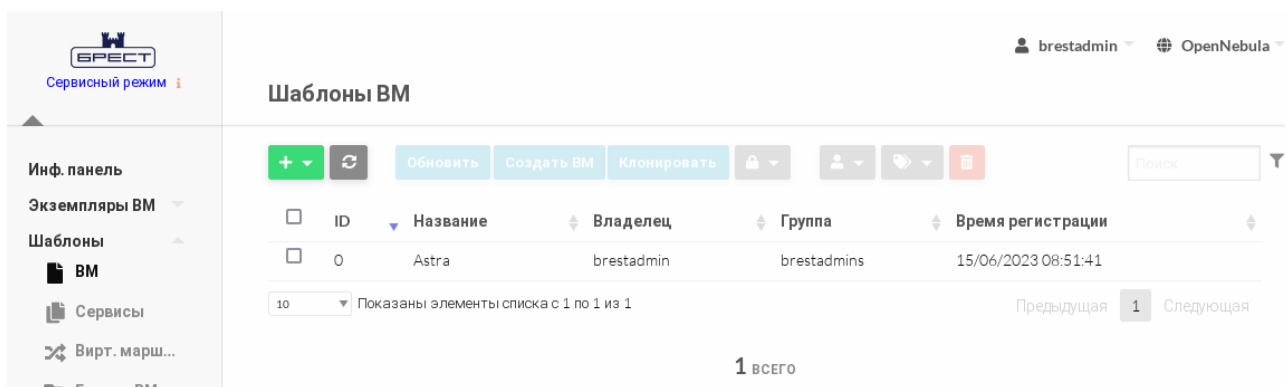 БРЕСТ
Сервисный режим i
brestadmin
OpenNebula
Шаблоны ВМ
Инф. панель
Экземпляры ВМ
Шаблоны
ВМ
Сервисы
Вирт. марш...
Обновить Создать ВМ Клонировать
Поиск
ID Название Владелец Группа Время регистрации
0 Astra brestadmin brestadmins 15/06/2023 08:51:41
10 Показаны элементы списка с 1 по 1 из 1
Предыдущая 1 Следующая
1 ВСЕГО